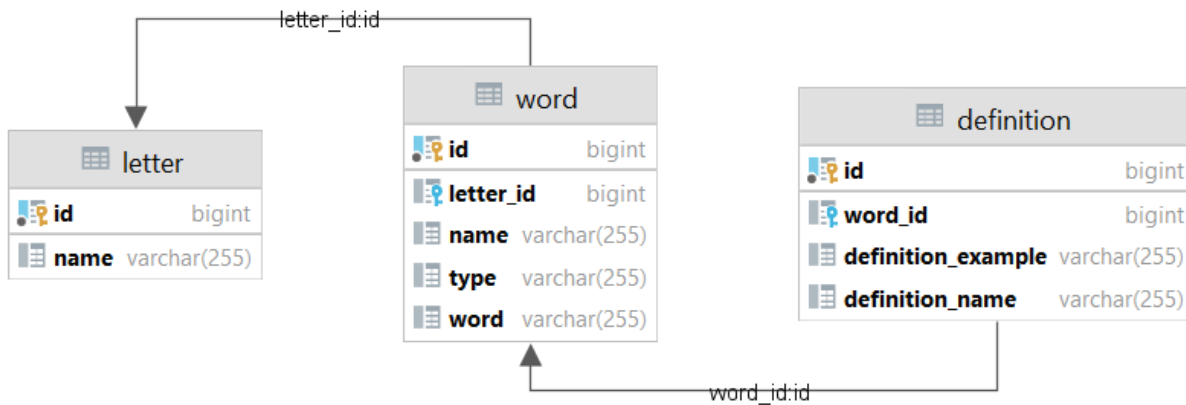 letter_id:id
letter
id bigint
name varchar(255)
word
id bigint
letter_id bigint
name varchar(255)
type varchar(255)
word varchar(255)
definition
id bigint
word_id bigint
definition_example varchar(255)
definition_name varchar(255)
word_id:id